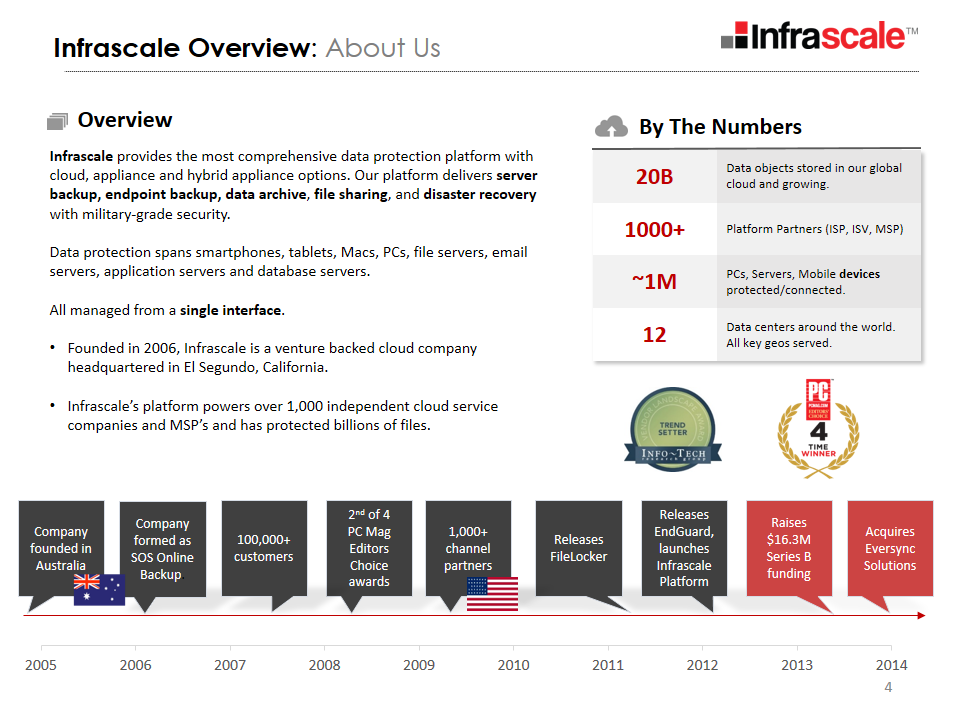 Infrascale Overview: About Us
Infrascale™
Overview
Infrascale provides the most comprehensive data protection platform with
cloud, appliance and hybrid appliance options. Our platform delivers server
backup, endpoint backup, data archive, file sharing, and disaster recovery
with military-grade security.
Data protection spans smartphones, tablets, Macs, PCs, file servers, email
servers, application servers and database servers.
All managed from a single interface.
• Founded in 2006, Infrascale is a venture backed cloud company
headquartered in El Segundo, California.
• Infrascale’s platform powers over 1,000 independent cloud service
companies and MSP’s and has protected billions of files.
By The Numbers
20B
Data objects stored in our global
cloud and growing.
1000+
Platform Partners (ISP, ISV, MSP)
~1M
PCs, Servers, Mobile devices
protected/connected.
12
Data centers around the world.
All key geos served.
VENDOR LANDSCAPE AWARD
TREND
SETTER
INFO~TECH
research group
PC
PCMAG.COM
EDITORS'
CHOICE
4
TIME
WINNER
Company
founded in
Australia
Company
formed as
SOS Online
Backup.
100,000+
customers
2nd of 4
PC Mag
Editors
Choice
awards
1,000+
channel
partners
Releases
FileLocker
Releases
EndGuard,
launches
Infrascale
Platform
Raises
$16.3M
Series B
funding
Acquires
Eversync
Solutions
2005 2006 2007 2008 2009 2010 2011 2012 2013 2014
4